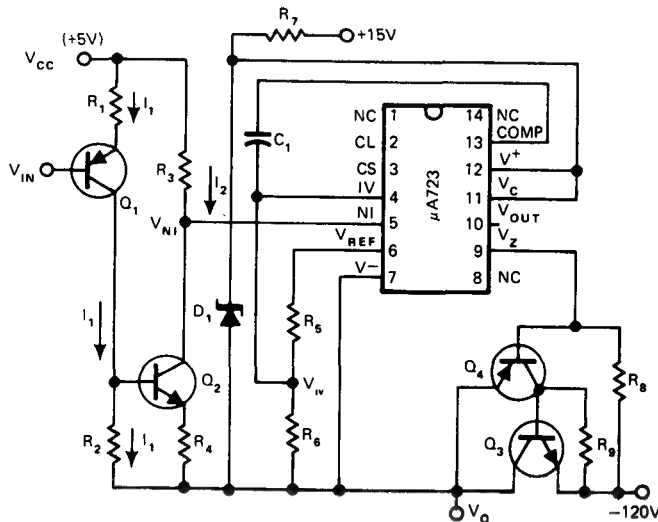 R7
+15V
(+5V)
VCC
R1
I1
VIN
Q1
R3
I2
VNI
C1
NC 1 14 NC
COMP
CL 2 13
CS 3 12 V+
IV 4 11 VC
μA723
NI 5 10 VOUT
VREF 6 9 VZ
V− 7 8 NC
I1
D1
R5
Q2
VIV
Q4
R8
R2
I1
R4
R6
Q3
R9
VO
−120V